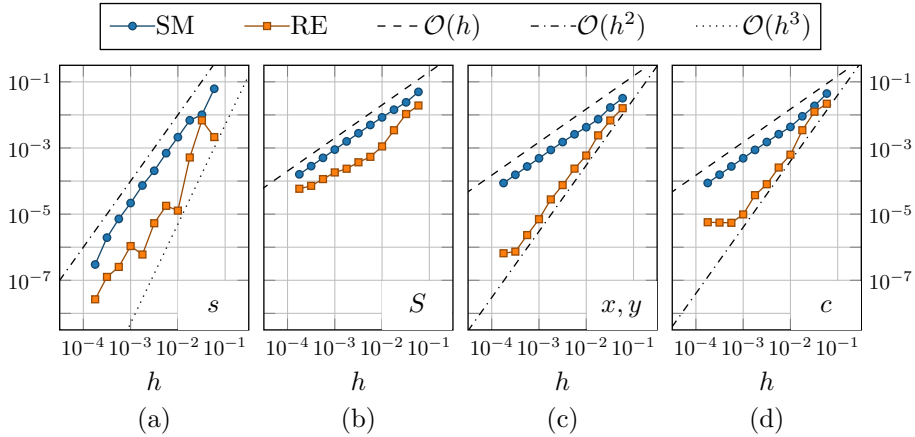 SM RE O(h) O(h²) O(h³)
10⁻¹ 10⁻¹
10⁻³ 10⁻³
10⁻⁵ 10⁻⁵
10⁻⁷ 10⁻⁷
s S x, y c
10⁻⁴ 10⁻³ 10⁻² 10⁻¹ 10⁻⁴ 10⁻³ 10⁻² 10⁻¹ 10⁻⁴ 10⁻³ 10⁻² 10⁻¹ 10⁻⁴ 10⁻³ 10⁻² 10⁻¹
h h h h
(a) (b) (c) (d)